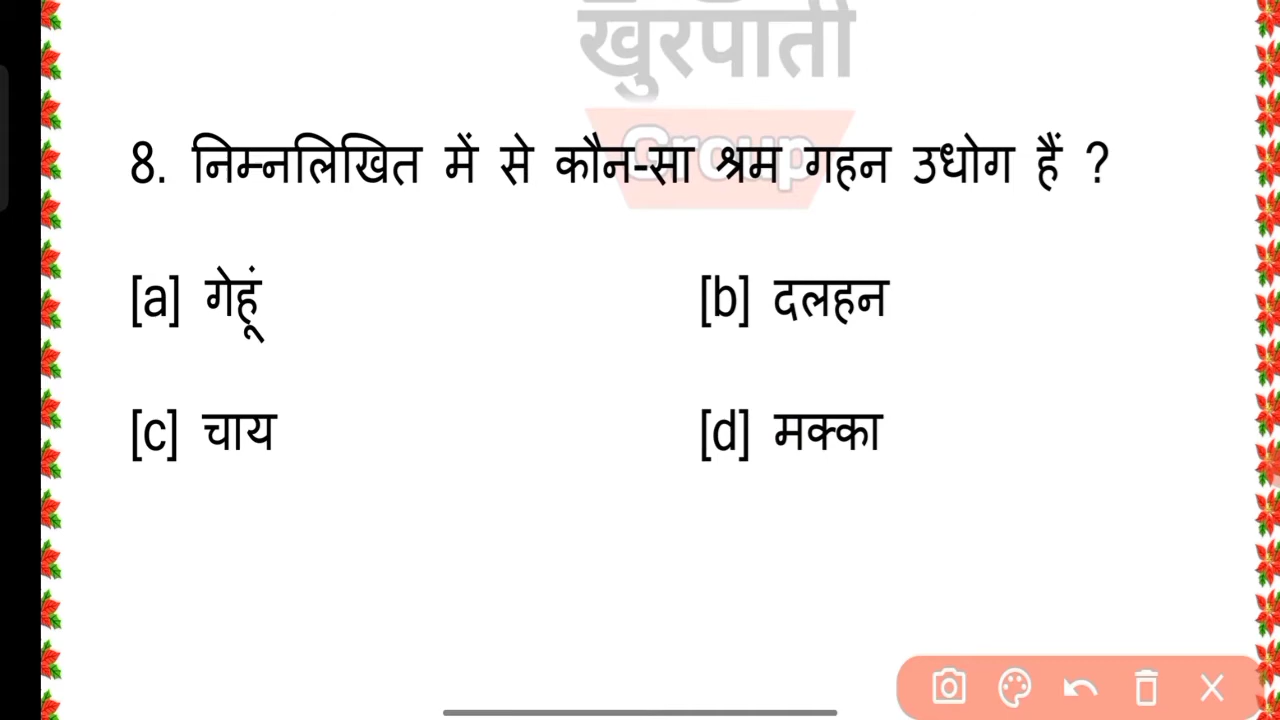 खुरपाती
Group
8. निम्नलिखित में से कौन-सा श्रम गहन उधोग हैं ?
[a] गेहूं [b] दलहन
[c] चाय [d] मक्का